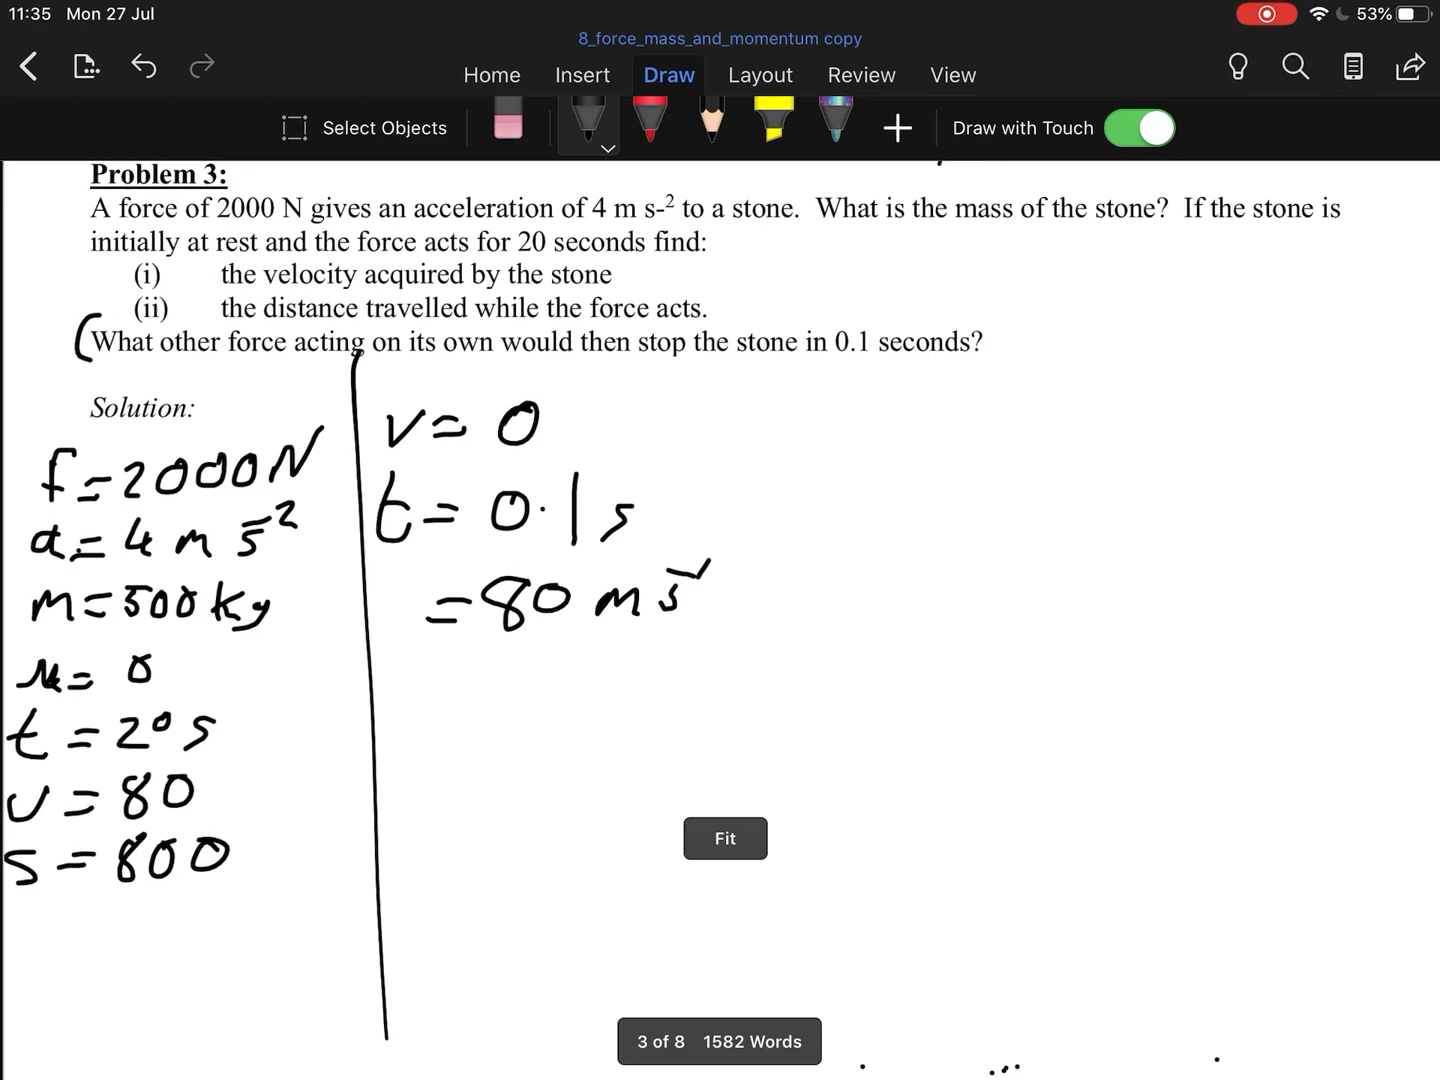 11:35 Mon 27 Jul
53%
8_force_mass_and_momentum copy
Home Insert Draw Layout Review View
Select Objects
Draw with Touch
Problem 3:
A force of 2000 N gives an acceleration of 4 m s-² to a stone. What is the mass of the stone? If the stone is
initially at rest and the force acts for 20 seconds find:
(i) the velocity acquired by the stone
(ii) the distance travelled while the force acts.
(What other force acting on its own would then stop the stone in 0.1 seconds?
Solution:
f=2000N
a=4 m s⁻²
m=500kg
u=0
t=20s
v=80
s=800
v=0
t=0.1s
=80 m s⁻¹
Fit
3 of 8 1582 Words